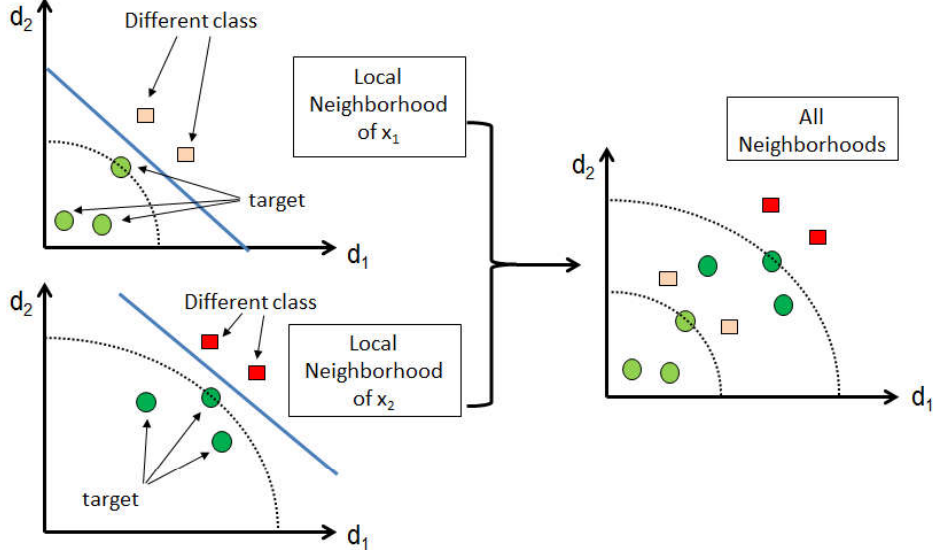 d₂
Different class
Local
Neighborhood
of x₁
target
d₁
d₂
Different class
Local
Neighborhood
of x₂
target
d₁
All
Neighborhoods
d₂
d₁